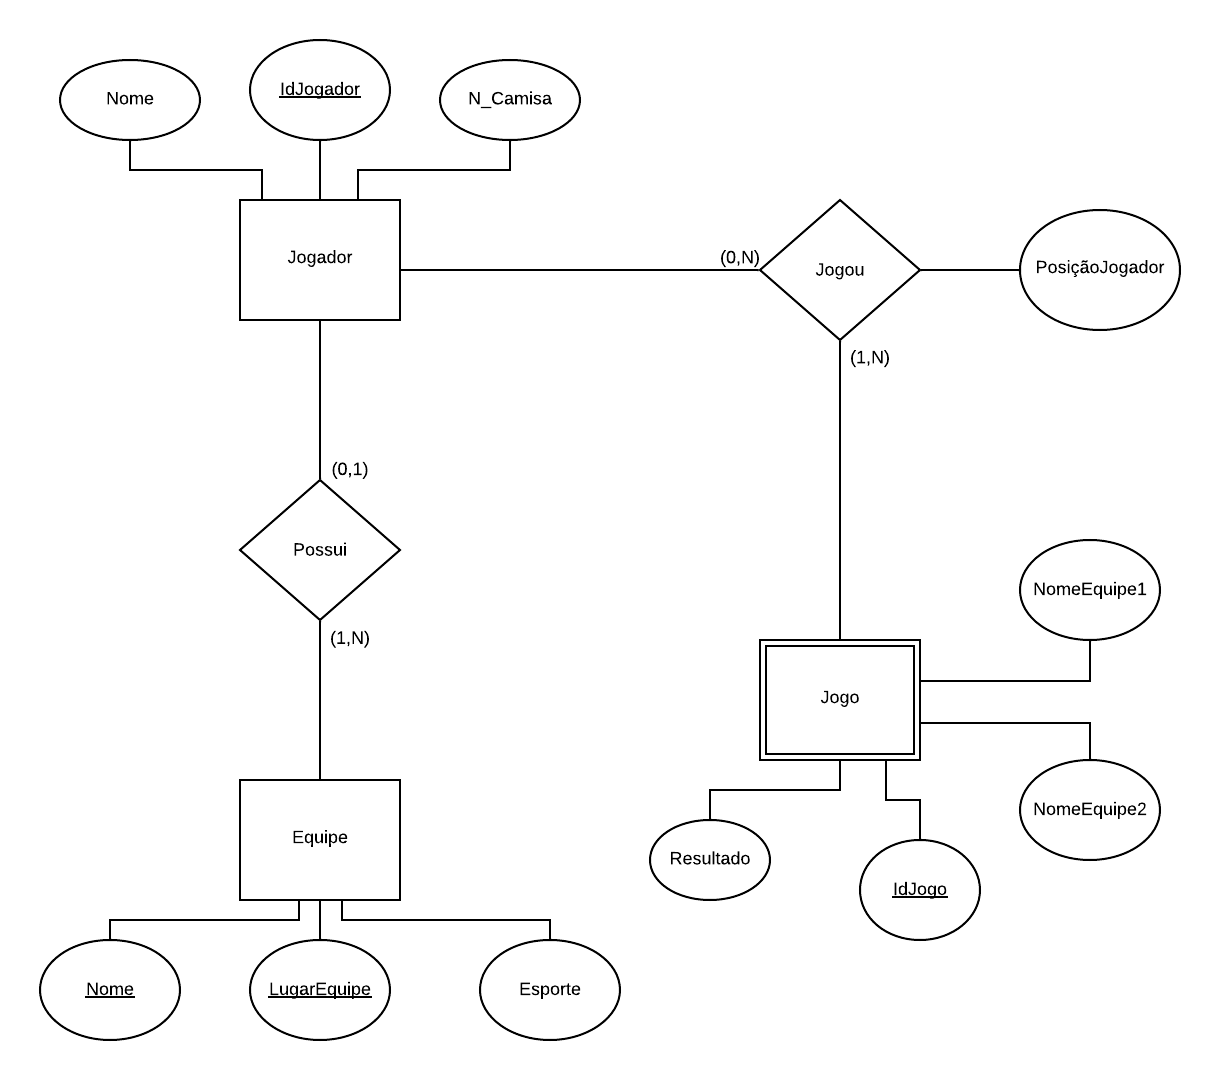 Nome
IdJogador
N_Camisa
Jogador
(0,N)
Jogou
PosiçãoJogador
(1,N)
(0,1)
Possui
(1,N)
NomeEquipe1
Jogo
NomeEquipe2
Equipe
Resultado
IdJogo
Nome
LugarEquipe
Esporte